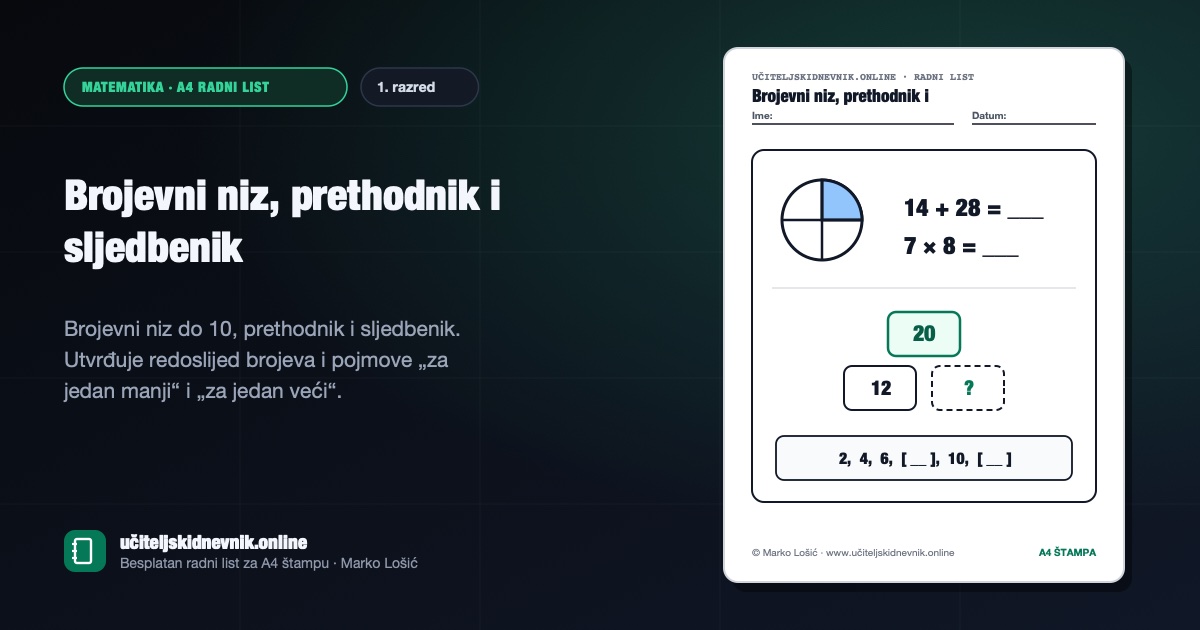 MATEMATIKA · A4 RADNI LIST
1. razred
Brojevni niz, prethodnik i
sljedbenik
Brojevni niz do 10, prethodnik i sljedbenik.
Utvrđuje redoslijed brojeva i pojmove „za
jedan manji“ i „za jedan veći“.
učiteljskidnevnik.online
Besplatan radni list za A4 štampu · Marko Lošić
UČITELJSKIDNEVNIK.ONLINE · RADNI LIST
Brojevni niz, prethodnik i
Ime: Datum:
14 + 28 = ___
7 × 8 = ___
20
12 ?
2, 4, 6, [ __ ], 10, [ __ ]
© Marko Lošić · www.učiteljskidnevnik.online A4 ŠTAMPA